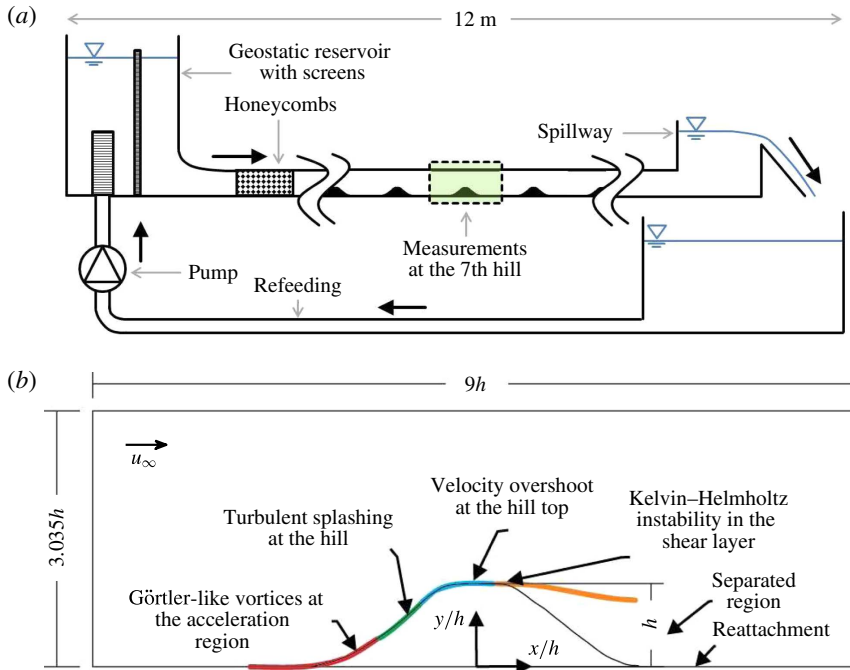 (a)
12 m
Geostatic reservoir
with screens
Honeycombs
Spillway
Measurements
at the 7th hill
Pump
Refeeding
(b)
9h
3.035h
u∞
Velocity overshoot
at the hill top
Kelvin–Helmholtz
instability in the
shear layer
Turbulent splashing
at the hill
Görtler-like vortices at
the acceleration
region
y/h
x/h
h
Separated
region
Reattachment